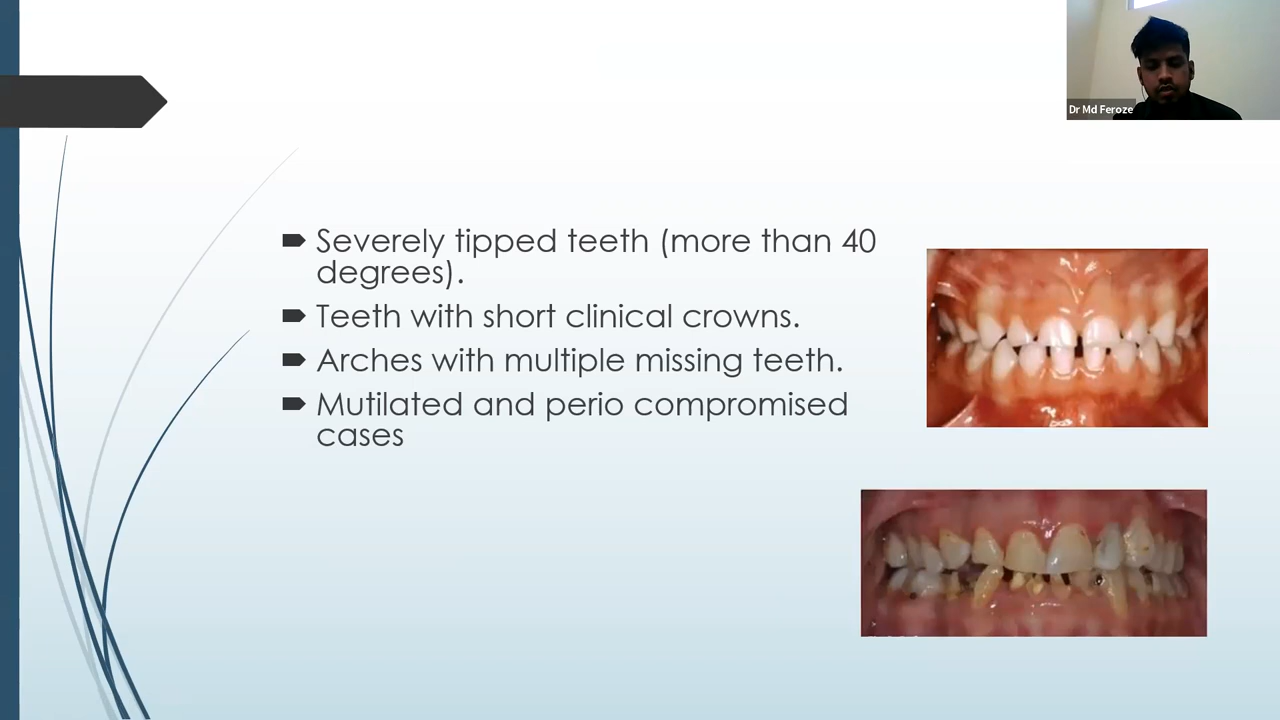 Dr Md Feroze
Severely tipped teeth (more than 40
degrees).
Teeth with short clinical crowns.
Arches with multiple missing teeth.
Mutilated and perio compromised
cases